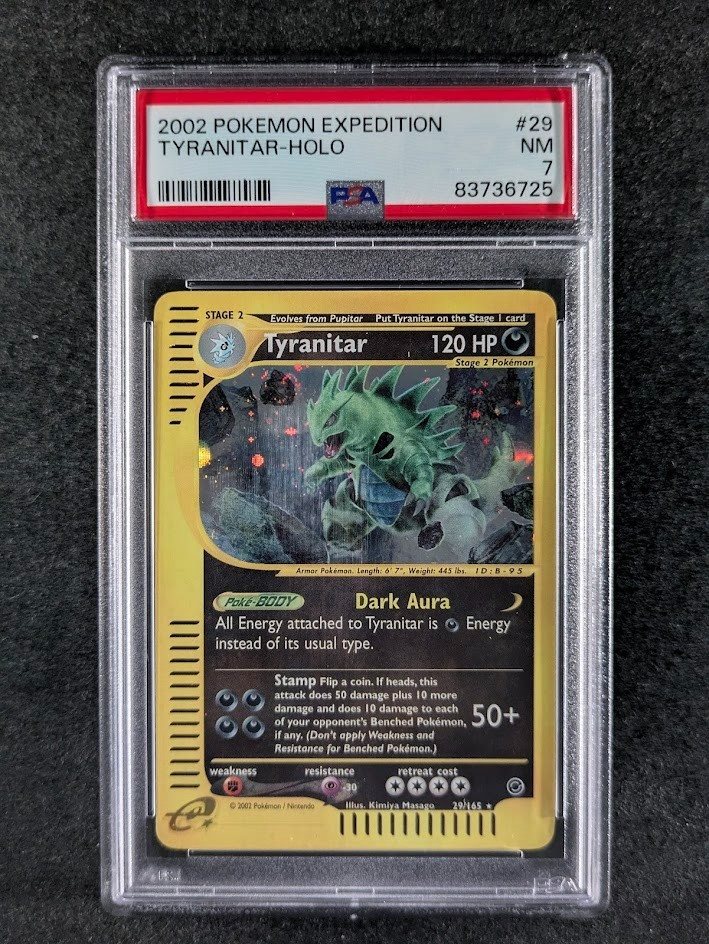 2002 POKEMON EXPEDITION #29
TYRANITAR-HOLO NM
7
PSA 83736725
STAGE 2 Evolves from Pupitar Put Tyranitar on the Stage 1 card
Tyranitar 120 HP
Stage 2 Pokémon
Armor Pokémon. Length: 6' 7", Weight: 445 lbs. ID: B-95
Poké-BODY Dark Aura
All Energy attached to Tyranitar is Energy
instead of its usual type.
Stamp Flip a coin. If heads, this
attack does 50 damage plus 10 more
damage and does 10 damage to each
of your opponent's Benched Pokémon, 50+
if any. (Don't apply Weakness and
Resistance for Benched Pokémon.)
weakness resistance retreat cost
-30
© 2002 Pokémon / Nintendo Illus. Kimiya Masago 29/165
e